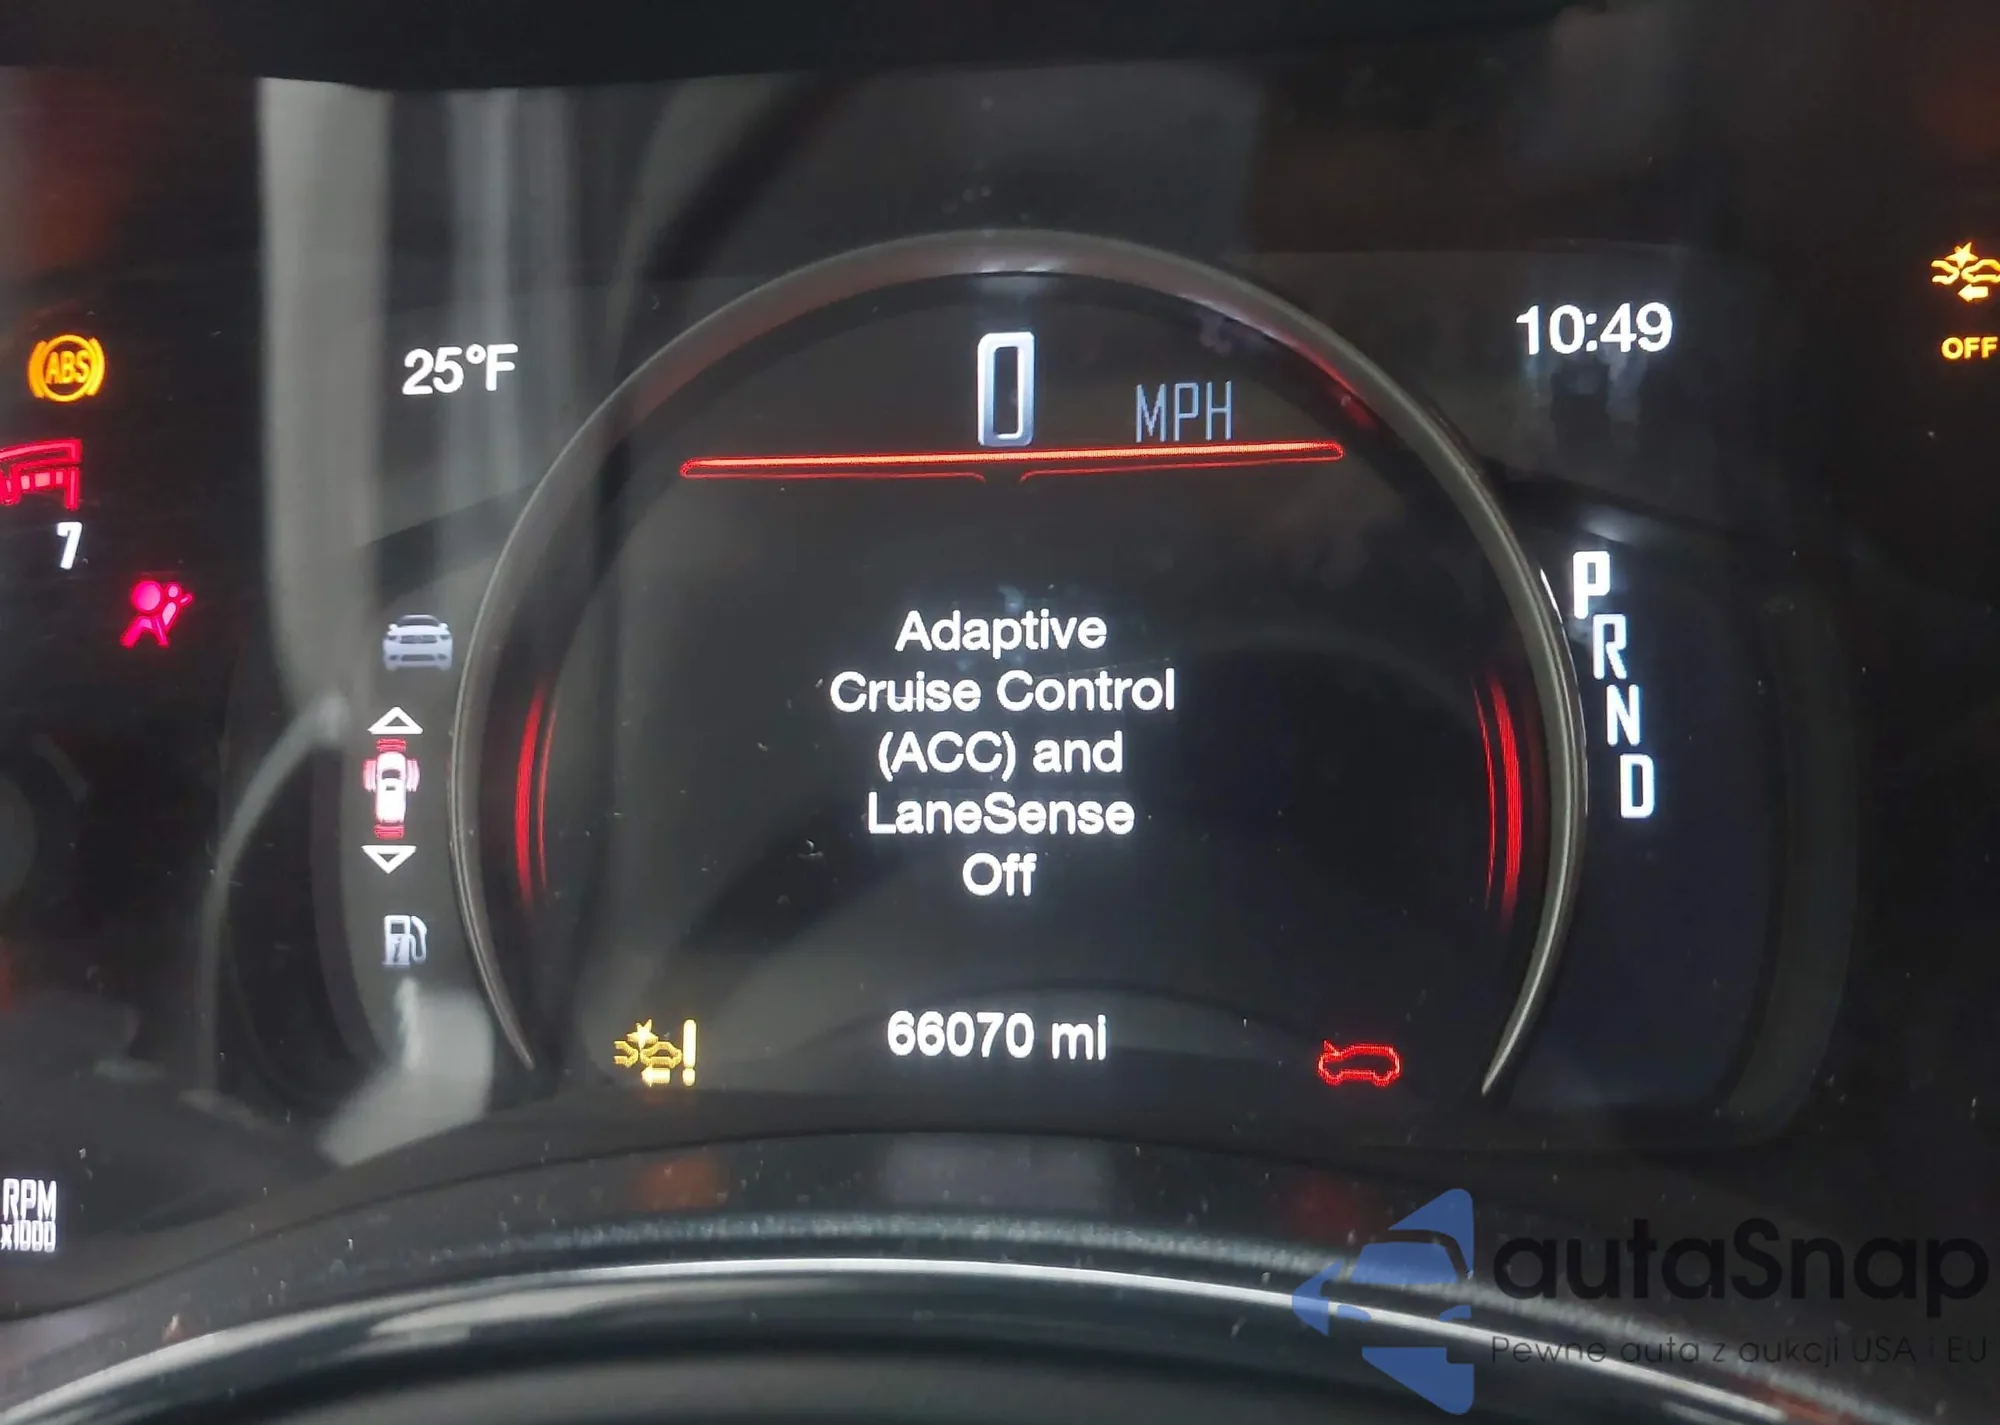 ABS
25°F
0 MPH
10:49
OFF
7
P
R
N
D
Adaptive
Cruise Control
(ACC) and
LaneSense
Off
66070 mi
RPM
x1000
autaSnap
Pewne auta z aukcji USA i EU